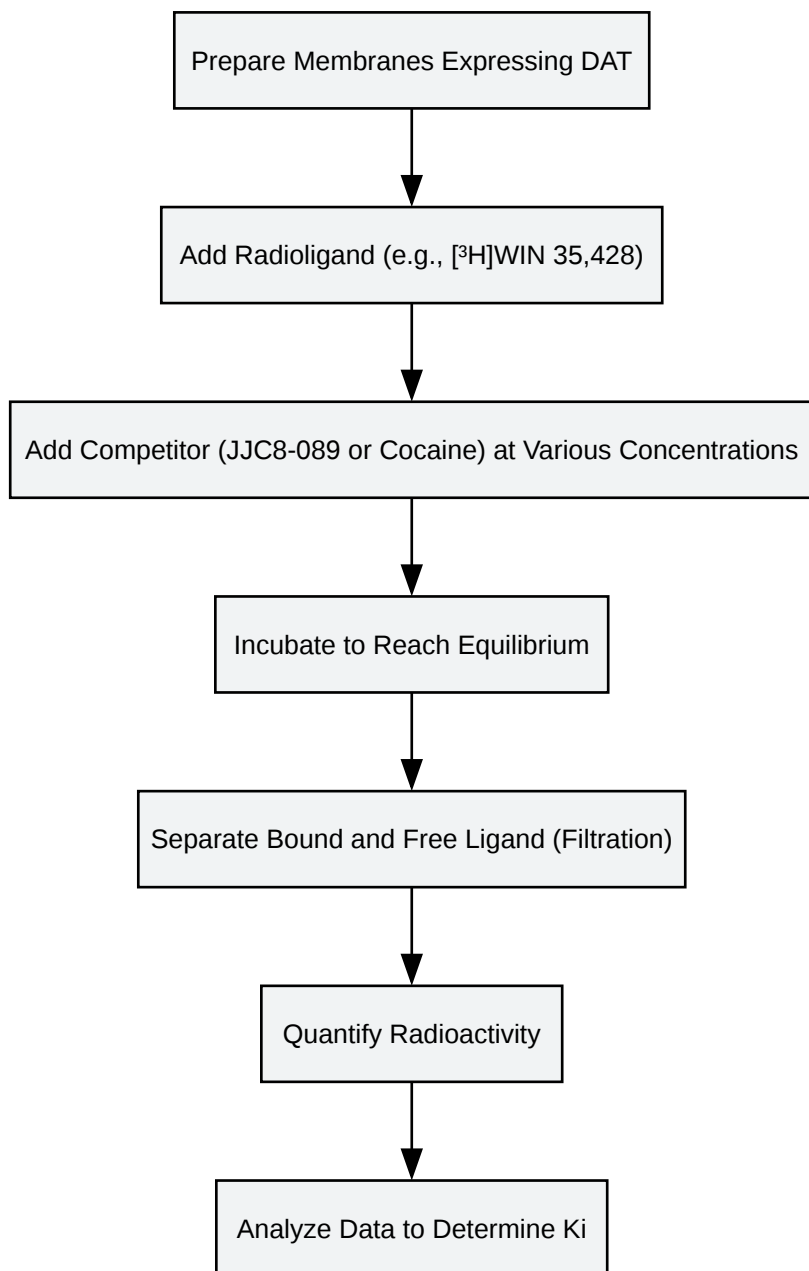 Prepare Membranes Expressing DAT
Add Radioligand (e.g., [³H]WIN 35,428)
Add Competitor (JJC8-089 or Cocaine) at Various Concentrations
Incubate to Reach Equilibrium
Separate Bound and Free Ligand (Filtration)
Quantify Radioactivity
Analyze Data to Determine Ki